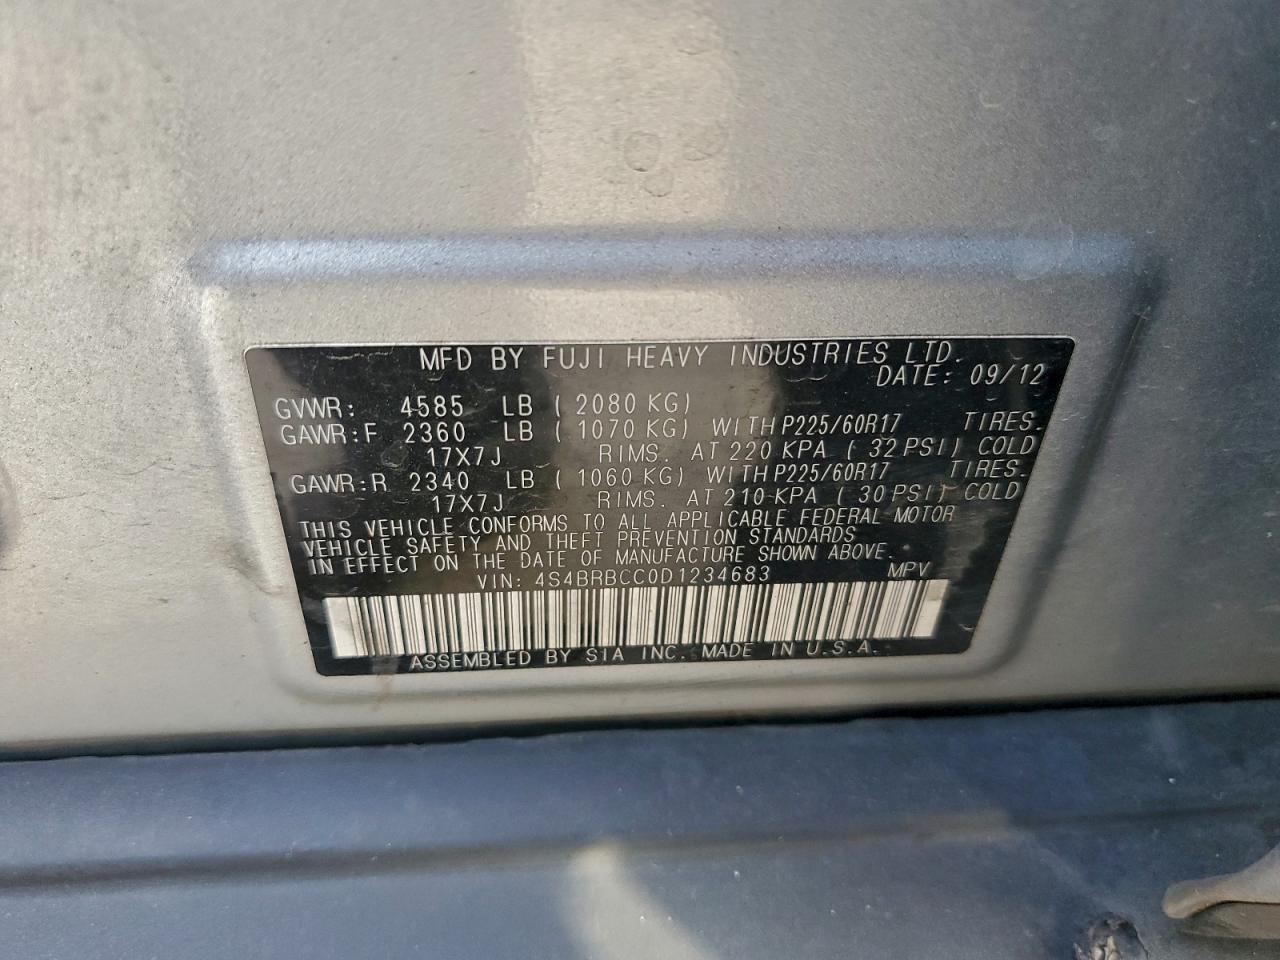 MFD BY FUJI HEAVY INDUSTRIES LTD.
DATE: 09/12
GVWR: 4585 LB ( 2080 KG)
GAWR:F 2360 LB ( 1070 KG) WITH P225/60R17 TIRES.
17X7J RIMS. AT 220 KPA ( 32 PSI) COLD
GAWR:R 2340 LB ( 1060 KG) WITH P225/60R17 TIRES.
17X7J RIMS. AT 210 KPA ( 30 PSI) COLD
THIS VEHICLE CONFORMS TO ALL APPLICABLE FEDERAL MOTOR
VEHICLE SAFETY AND THEFT PREVENTION STANDARDS
IN EFFECT ON THE DATE OF MANUFACTURE SHOWN ABOVE.
VIN: 4S4BRBCC0D1234683 MPV
ASSEMBLED BY SIA INC. MADE IN U.S.A.